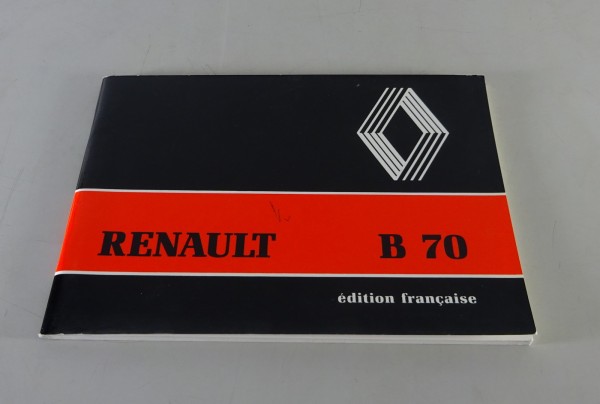 RENAULT B 70
édition française